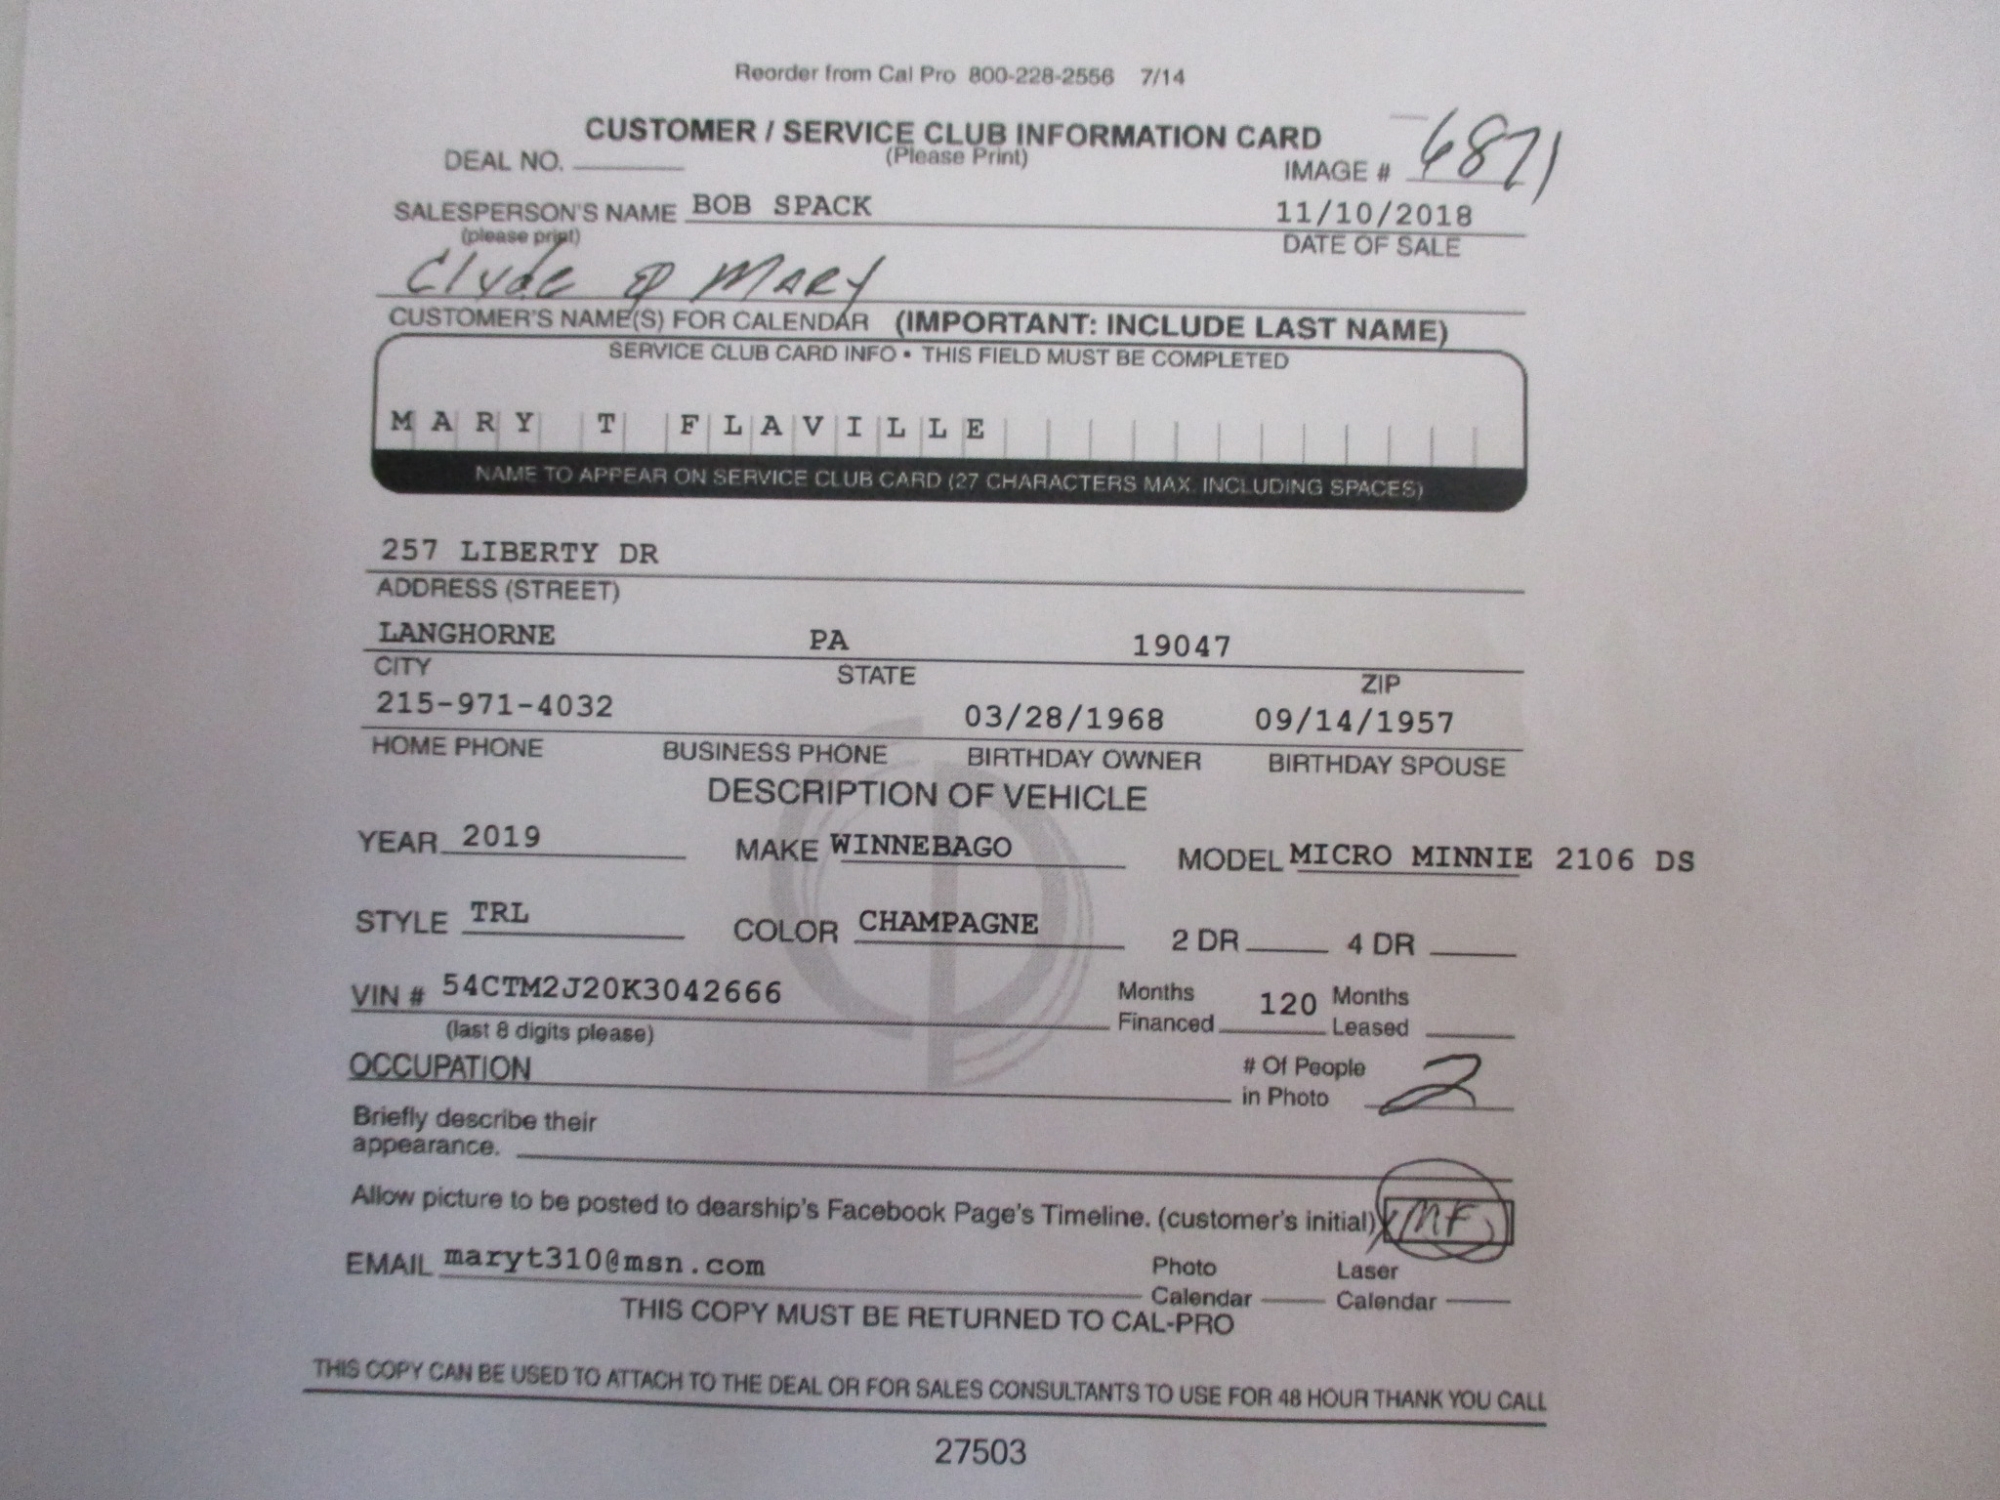 Reorder from Cal Pro 800-228-2556 7/14
CUSTOMER / SERVICE CLUB INFORMATION CARD
DEAL NO. (Please Print) IMAGE # 6871
SALESPERSON'S NAME BOB SPACK 11/10/2018
(please print) DATE OF SALE
Clyde & MARY
CUSTOMER'S NAME(S) FOR CALENDAR (IMPORTANT: INCLUDE LAST NAME)
SERVICE CLUB CARD INFO • THIS FIELD MUST BE COMPLETED
MARY T FLAVILLE
NAME TO APPEAR ON SERVICE CLUB CARD (27 CHARACTERS MAX. INCLUDING SPACES)
257 LIBERTY DR
ADDRESS (STREET)
LANGHORNE PA 19047
CITY STATE ZIP
215-971-4032 03/28/1968 09/14/1957
HOME PHONE BUSINESS PHONE BIRTHDAY OWNER BIRTHDAY SPOUSE
DESCRIPTION OF VEHICLE
YEAR 2019 MAKE WINNEBAGO MODEL MICRO MINNIE 2106 DS
STYLE TRL COLOR CHAMPAGNE 2 DR 4 DR
VIN # 54CTM2J20K3042666 Months Financed 120 Months Leased
(last 8 digits please)
OCCUPATION # Of People in Photo 2
Briefly describe their
appearance.
Allow picture to be posted to dearship's Facebook Page's Timeline. (customer's initial) MF
EMAIL maryt310@msn.com Photo Calendar Laser Calendar
THIS COPY MUST BE RETURNED TO CAL-PRO
THIS COPY CAN BE USED TO ATTACH TO THE DEAL OR FOR SALES CONSULTANTS TO USE FOR 48 HOUR THANK YOU CALL
27503